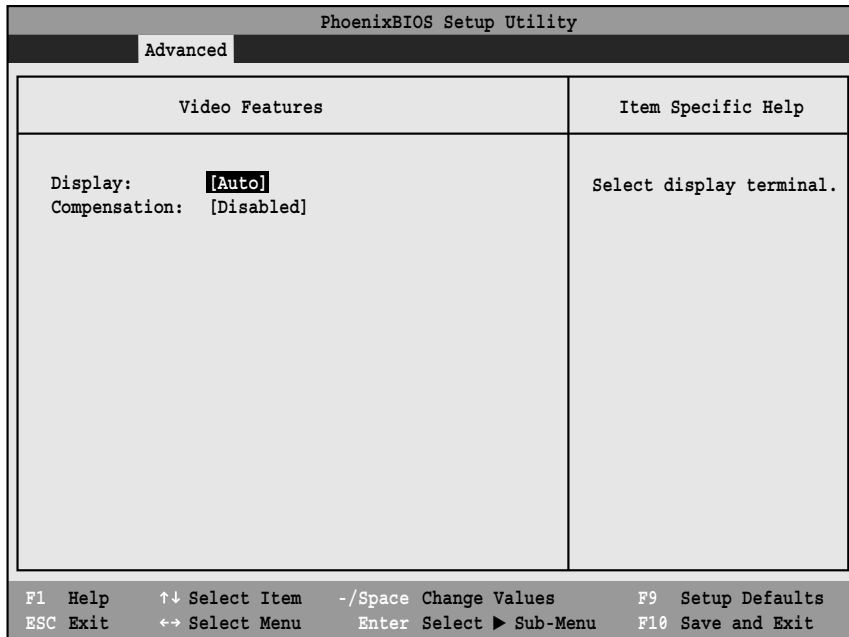 PhoenixBIOS Setup Utility
Advanced
Video Features
Item Specific Help
Display: [Auto]
Compensation: [Disabled]
Select display terminal.
F1 Help ↑↓ Select Item -/Space Change Values F9 Setup Defaults
ESC Exit ←→ Select Menu Enter Select ▶ Sub-Menu F10 Save and Exit